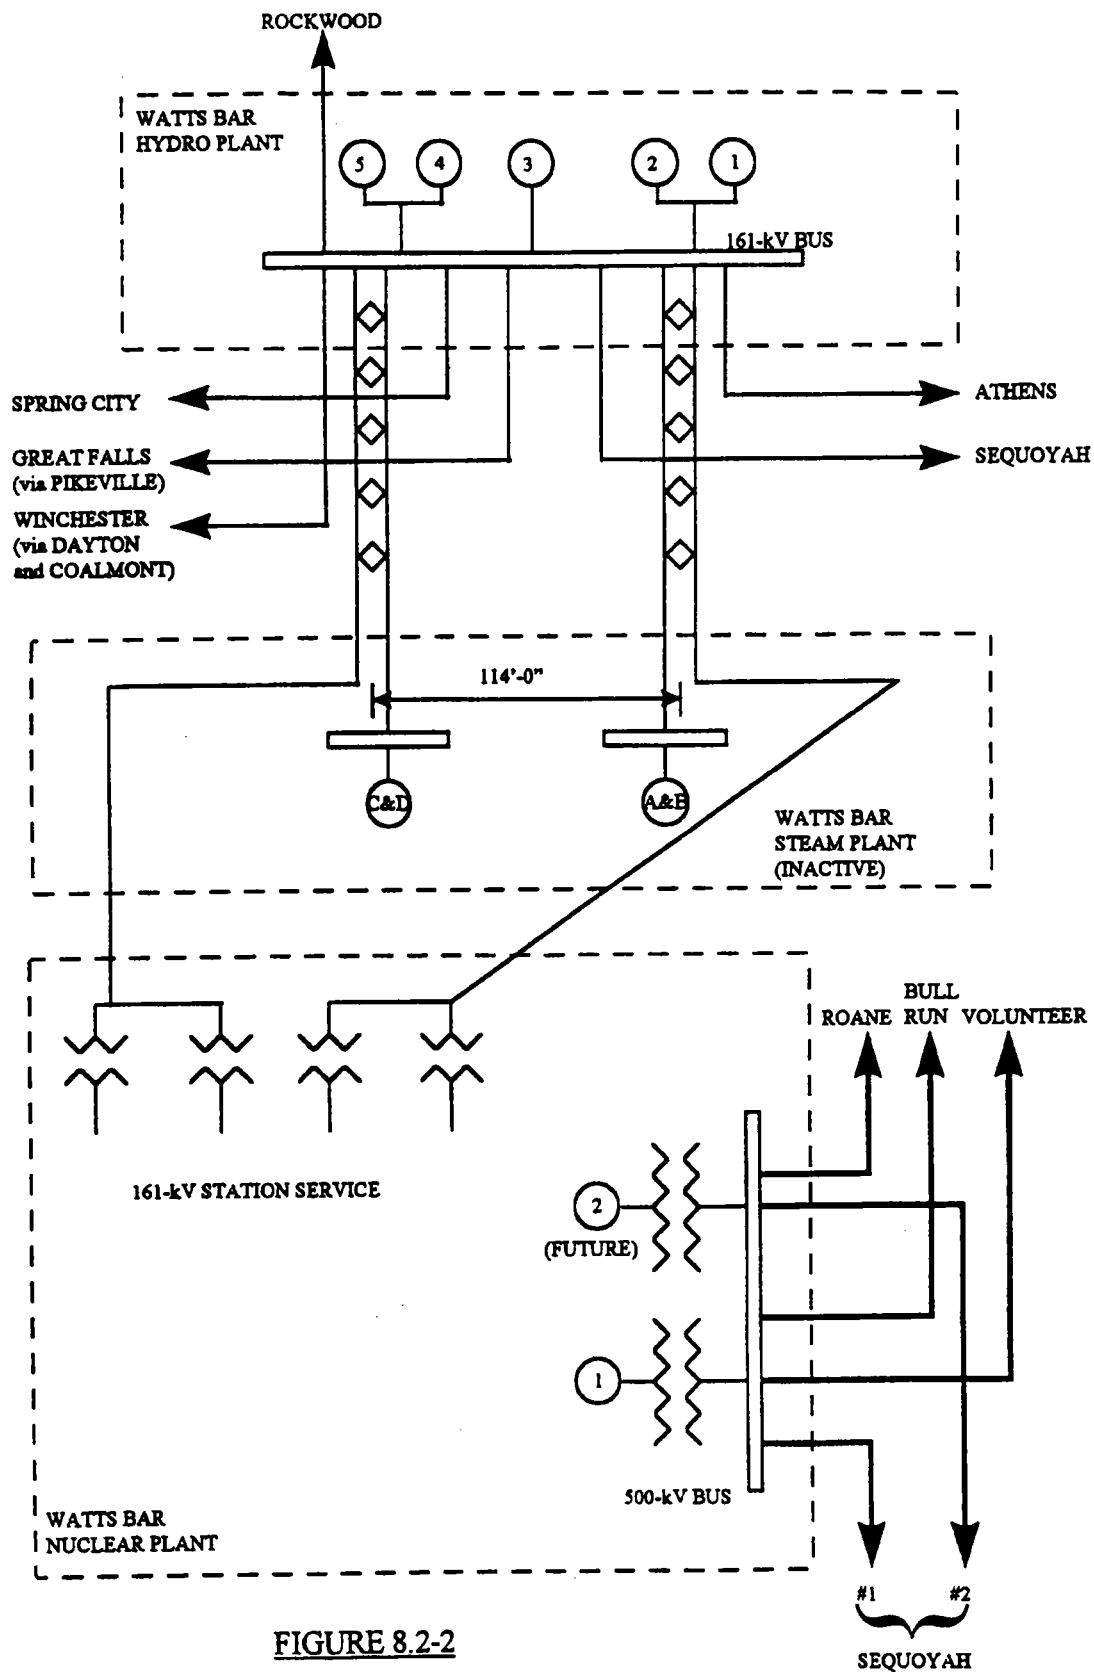 ROCKWOOD
WATTS BAR
HYDRO PLANT
5
4
3
2
1
161-kV BUS
SPRING CITY
ATHENS
GREAT FALLS
(via PIKEVILLE)
SEQUOYAH
WINCHESTER
(via DAYTON
and COALMONT)
114'-0"
C&D
A&B
WATTS BAR
STEAM PLANT
(INACTIVE)
BULL
ROANE RUN VOLUNTEER
161-kV STATION SERVICE
2
(FUTURE)
1
500-kV BUS
WATTS BAR
NUCLEAR PLANT
#1 #2
SEQUOYAH
FIGURE 8.2-2